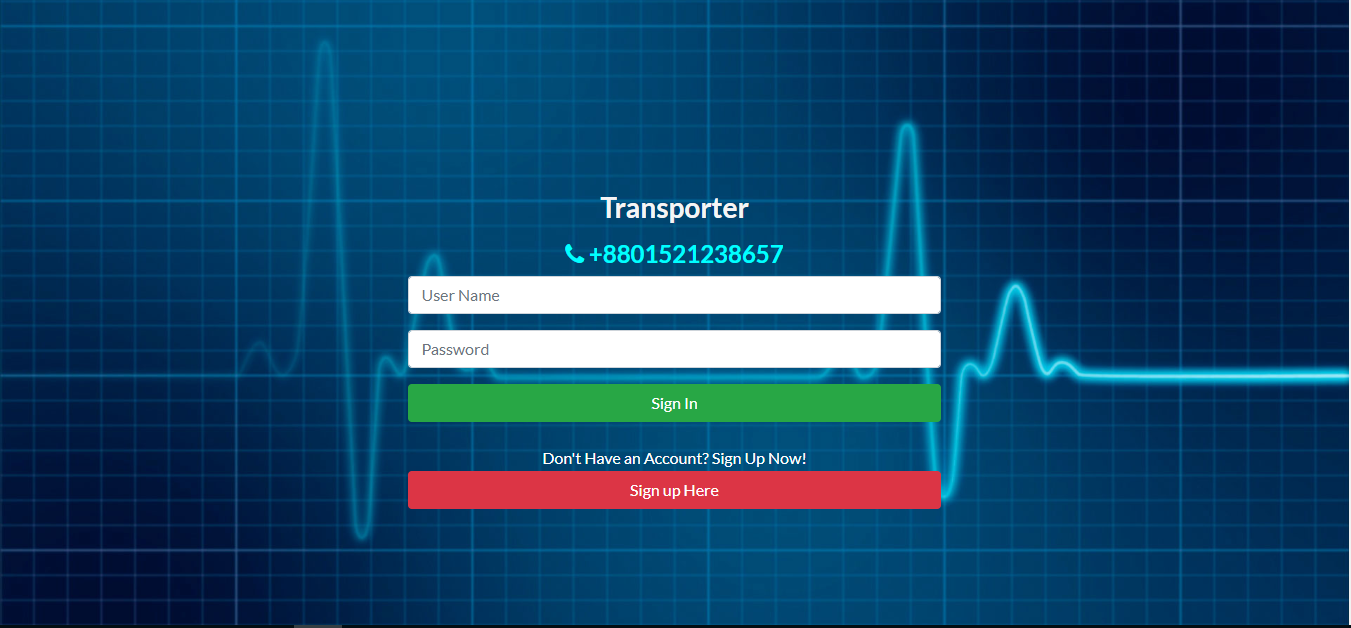 Transporter
+8801521238657
User Name
Password
Sign In
Don't Have an Account? Sign Up Now!
Sign up Here